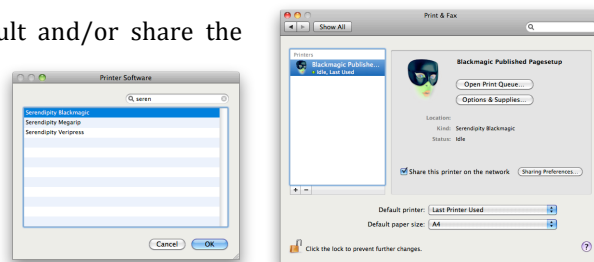 ult and/or share the
Printer Software
seren
Serendipity Blackmagic
Serendipity Megarip
Serendipity Veripress
Cancel
OK
Print & Fax
Show All
Printers
Blackmagic Publishe...
Idle, Last Used
Blackmagic Published Pagesetup
Open Print Queue...
Options & Supplies...
Location:
Kind: Serendipity Blackmagic
Status: Idle
Share this printer on the network
Sharing Preferences...
+ −
Default printer: Last Printer Used
Default paper size: A4
Click the lock to prevent further changes.
?